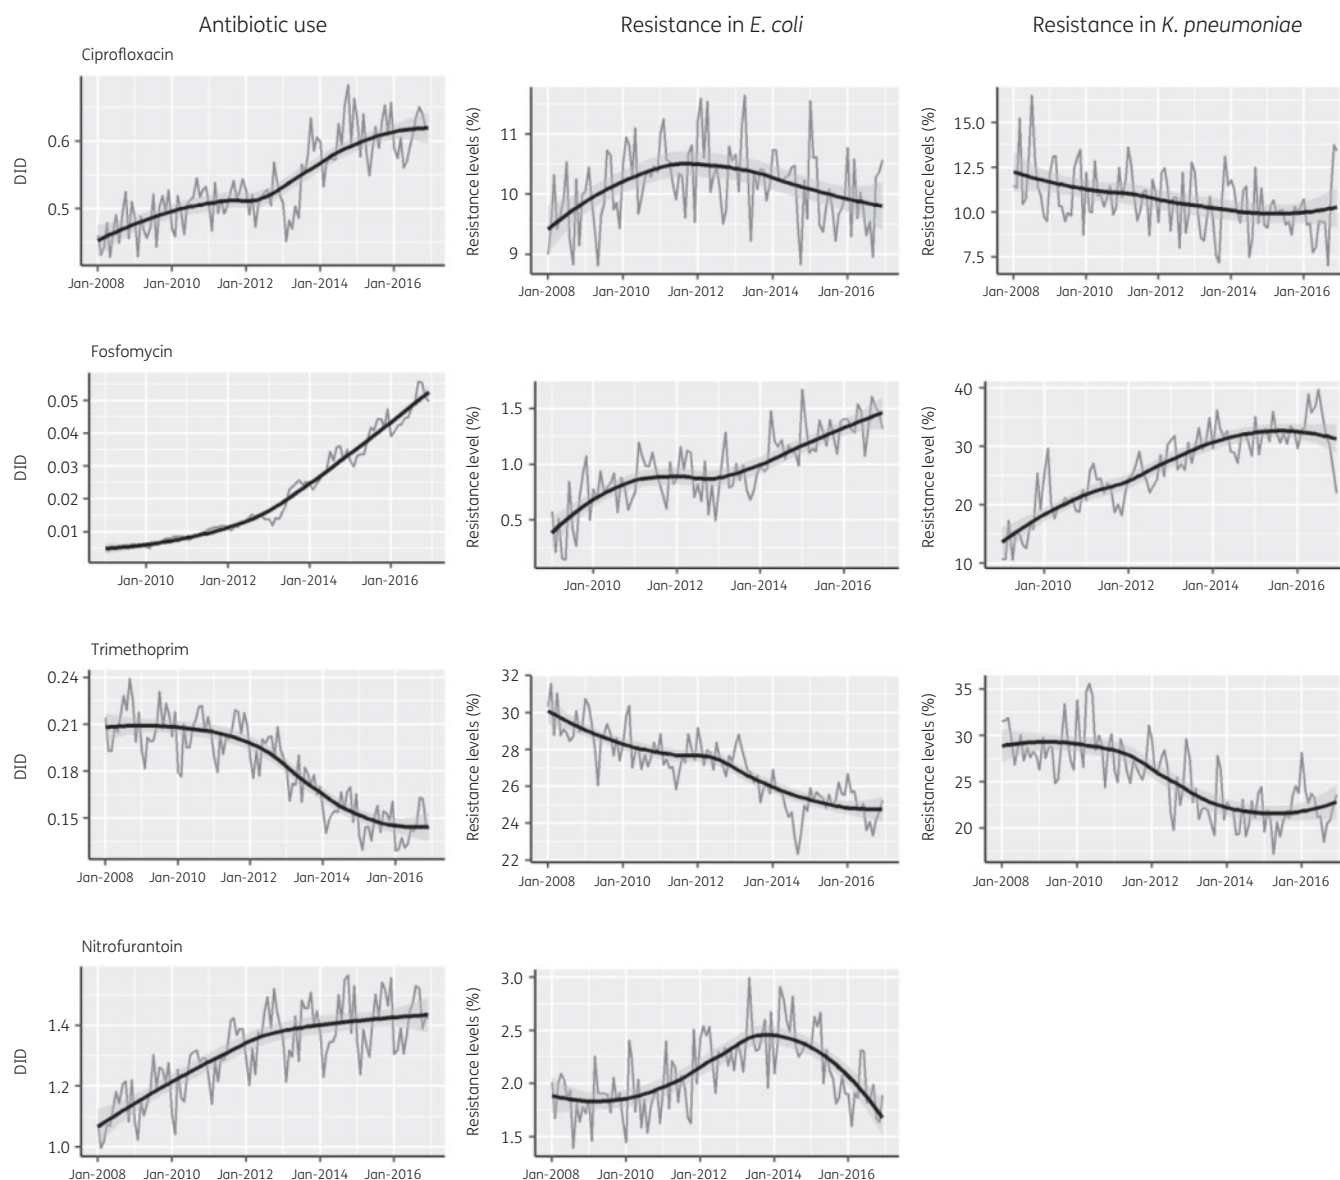 Antibiotic use
Resistance in E. coli
Resistance in K. pneumoniae
Ciprofloxacin
DID
0.6
0.5
Jan-2008 Jan-2010 Jan-2012 Jan-2014 Jan-2016
Resistance levels (%)
11
10
9
Jan-2008 Jan-2010 Jan-2012 Jan-2014 Jan-2016
Resistance levels (%)
15.0
12.5
10.0
7.5
Jan-2008 Jan-2010 Jan-2012 Jan-2014 Jan-2016
Fosfomycin
DID
0.05
0.04
0.03
0.02
0.01
Jan-2010 Jan-2012 Jan-2014 Jan-2016
Resistance level (%)
1.5
1.0
0.5
Jan-2010 Jan-2012 Jan-2014 Jan-2016
Resistance level (%)
40
30
20
10
Jan-2010 Jan-2012 Jan-2014 Jan-2016
Trimethoprim
DID
0.24
0.21
0.18
0.15
Jan-2008 Jan-2010 Jan-2012 Jan-2014 Jan-2016
Resistance levels (%)
32
30
28
26
24
22
Jan-2008 Jan-2010 Jan-2012 Jan-2014 Jan-2016
Resistance levels (%)
35
30
25
20
Jan-2008 Jan-2010 Jan-2012 Jan-2014 Jan-2016
Nitrofurantoin
DID
1.4
1.2
1.0
Jan-2008 Jan-2010 Jan-2012 Jan-2014 Jan-2016
Resistance levels (%)
3.0
2.5
2.0
1.5
Jan-2008 Jan-2010 Jan-2012 Jan-2014 Jan-2016